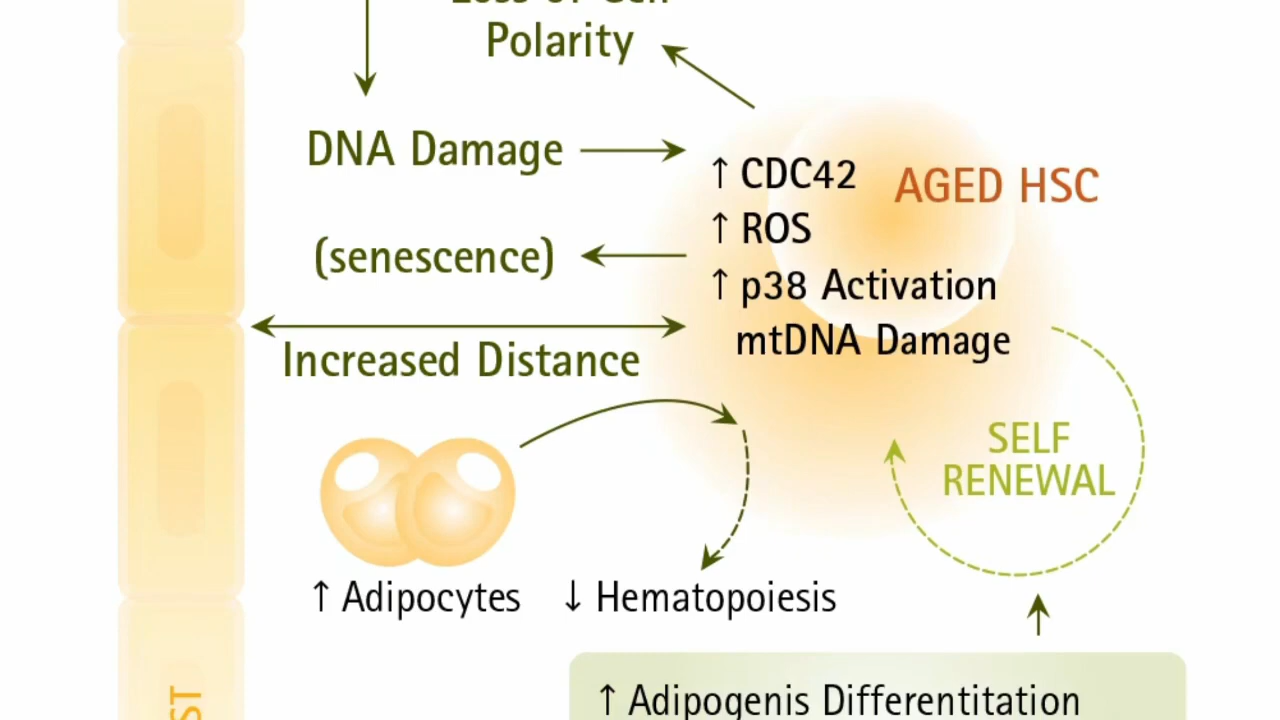 Polarity
DNA Damage
↑ CDC42
AGED HSC
↑ ROS
(senescence)
↑ p38 Activation
mtDNA Damage
Increased Distance
SELF
RENEWAL
↑ Adipocytes
↓ Hematopoiesis
↑ Adipogenis Differentitation